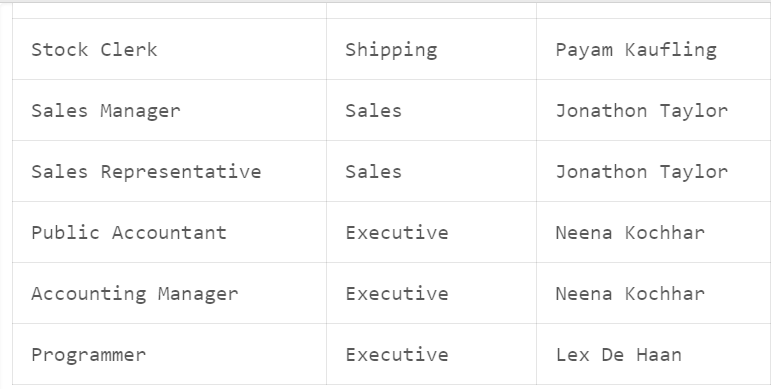 Stock Clerk Shipping Payam Kaufling
Sales Manager Sales Jonathon Taylor
Sales Representative Sales Jonathon Taylor
Public Accountant Executive Neena Kochhar
Accounting Manager Executive Neena Kochhar
Programmer Executive Lex De Haan